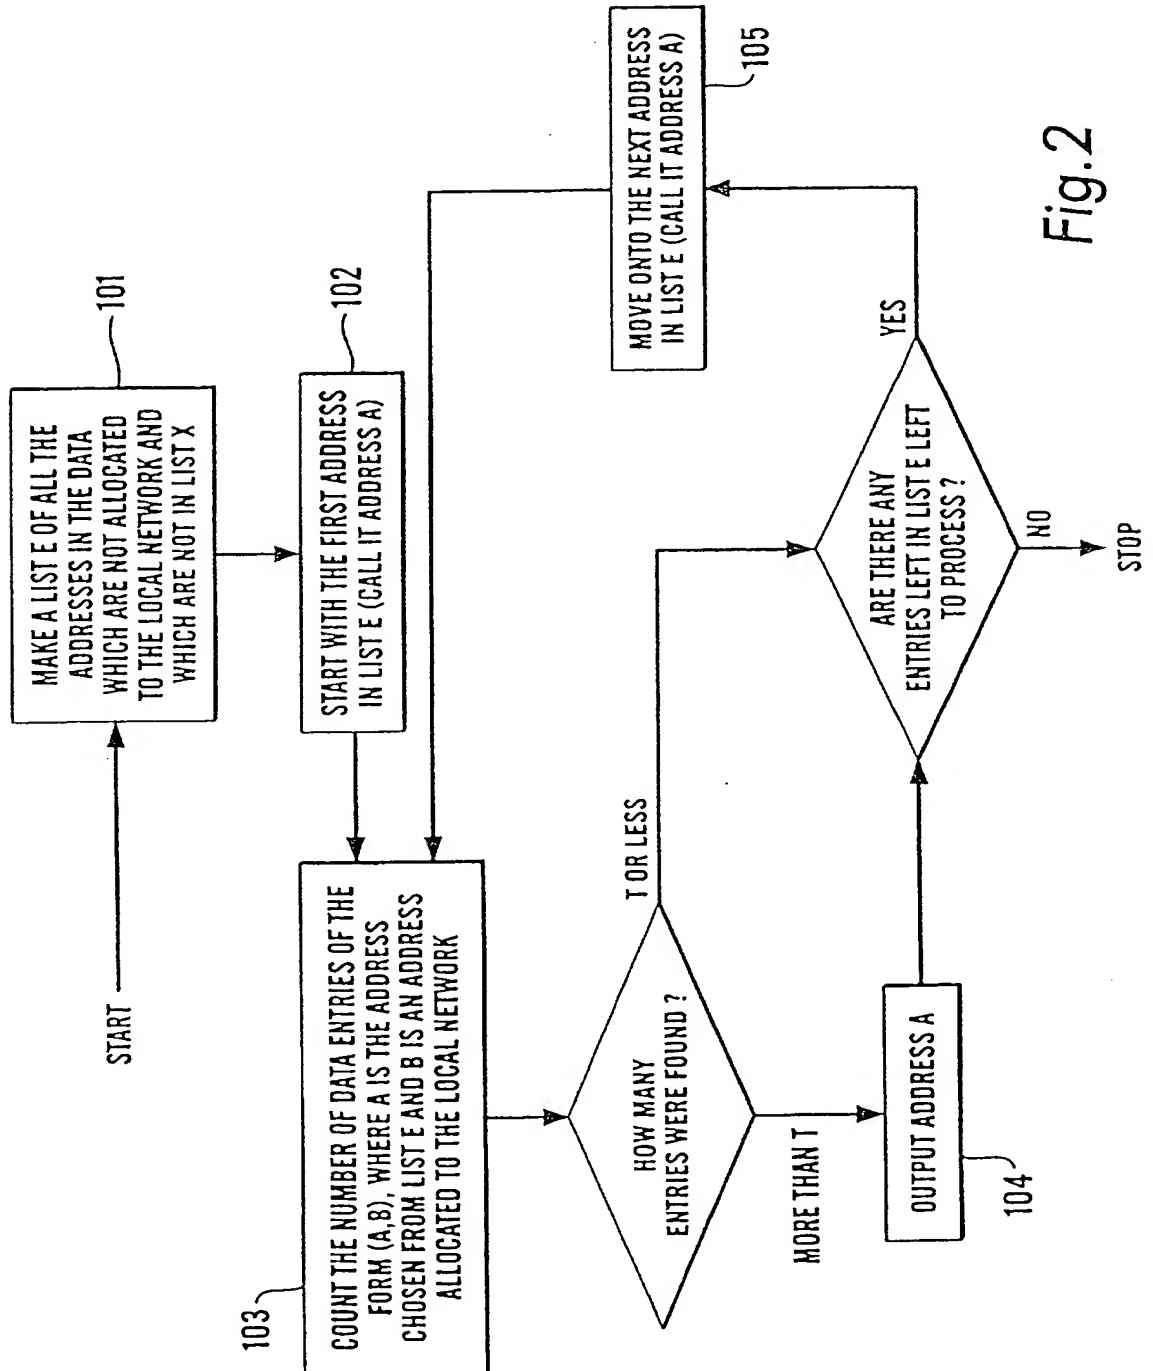 START
MAKE A LIST E OF ALL THE
ADDRESSES IN THE DATA
WHICH ARE NOT ALLOCATED
TO THE LOCAL NETWORK AND
WHICH ARE NOT IN LIST X
101
START WITH THE FIRST ADDRESS
IN LIST E (CALL IT ADDRESS A)
102
103
COUNT THE NUMBER OF DATA ENTRIES OF THE
FORM (A,B), WHERE A IS THE ADDRESS
CHOSEN FROM LIST E AND B IS AN ADDRESS
ALLOCATED TO THE LOCAL NETWORK
HOW MANY
ENTRIES WERE FOUND ?
T OR LESS
MORE THAN T
OUTPUT ADDRESS A
104
ARE THERE ANY
ENTRIES LEFT IN LIST E LEFT
TO PROCESS ?
YES
NO
STOP
MOVE ONTO THE NEXT ADDRESS
IN LIST E (CALL IT ADDRESS A)
105
Fig.2